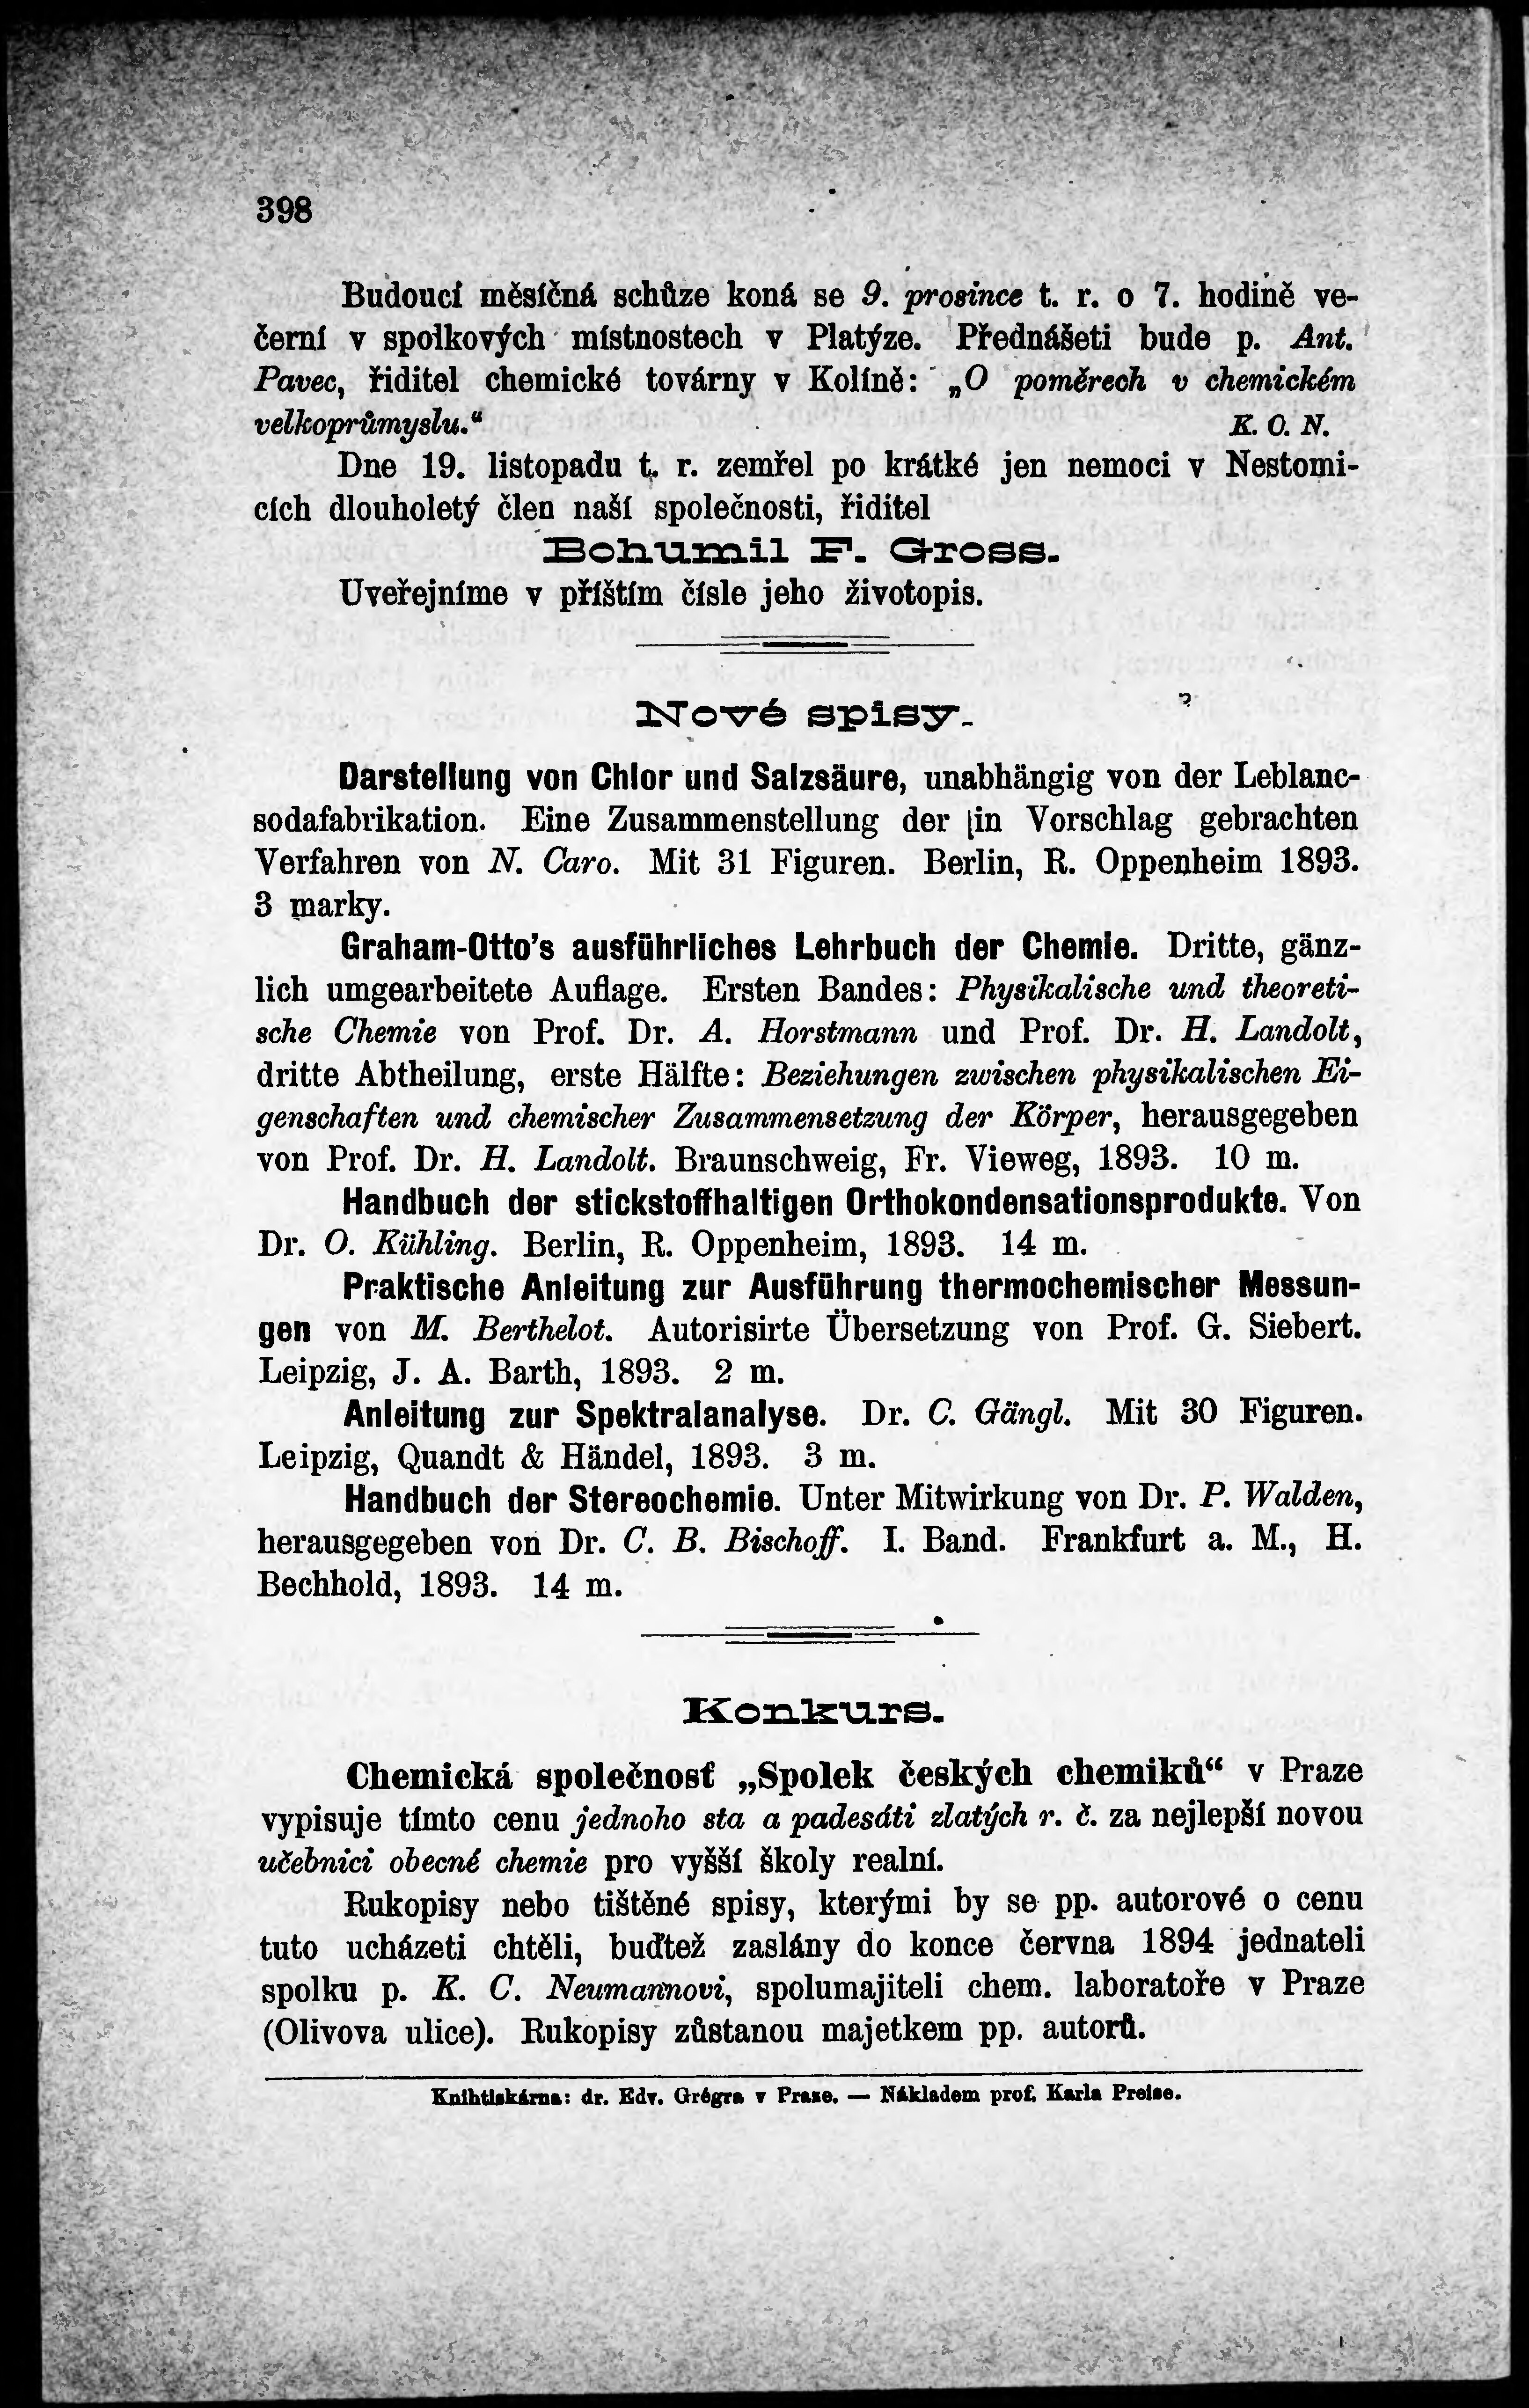 398
Budoucí měsíčná schůze koná se 9. prosince t. r. o 7. hodině ve-
černí v spolkových místnostech v Platýze. Přednášeti bude p. Ant.
Pavec, řiditel chemické továrny v Kolíně: „O poměrech v chemickém
velkoprůmyslu.“ K. O. N.
Dne 19. listopadu t. r. zemřel po krátké jen nemoci v Nestomi-
cích dlouholetý člen naší společnosti, řiditel
Bohumil F. Gross.
Uveřejníme v příštím čísle jeho životopis.
Nové spisy.
Darstellung von Chlor und Salzsäure, unabhängig von der Leblanc-
sodafabrikation. Eine Zusammenstellung der in Vorschlag gebrachten
Verfahren von N. Caro. Mit 31 Figuren. Berlin, R. Oppenheim 1893.
3 marky.
Graham-Otto’s ausführliches Lehrbuch der Chemie. Dritte, gänz-
lich umgearbeitete Auflage. Ersten Bandes: Physikalische und theoreti-
sche Chemie von Prof. Dr. A. Horstmann und Prof. Dr. H. Landolt,
dritte Abtheilung, erste Hälfte: Beziehungen zwischen physikalischen Ei-
genschaften und chemischer Zusammensetzung der Körper, herausgegeben
von Prof. Dr. H. Landolt. Braunschweig, Fr. Vieweg, 1893. 10 m.
Handbuch der stickstoffhaltigen Orthokondensationsprodukte. Von
Dr. O. Kühling. Berlin, R. Oppenheim, 1893. 14 m.
Praktische Anleitung zur Ausführung thermochemischer Messun-
gen von M. Berthelot. Autorisirte Übersetzung von Prof. G. Siebert.
Leipzig, J. A. Barth, 1893. 2 m.
Anleitung zur Spektralanalyse. Dr. C. Gängl. Mit 30 Figuren.
Leipzig, Quandt & Händel, 1893. 3 m.
Handbuch der Stereochemie. Unter Mitwirkung von Dr. P. Walden,
herausgegeben von Dr. C. B. Bischoff. I. Band. Frankfurt a. M., H.
Bechhold, 1893. 14 m.
Konkurs.
Chemická společnosť „Spolek českých chemiků“ v Praze
vypisuje tímto cenu jednoho sta a padesáti zlatých r. č. za nejlepší novou
učebnici obecné chemie pro vyšší školy realní.
Rukopisy nebo tištěné spisy, kterými by se pp. autorové o cenu
tuto ucházeti chtěli, buďtež zaslány do konce června 1894 jednateli
spolku p. K. C. Neumannovi, spolumajiteli chem. laboratoře v Praze
(Olivova ulice). Rukopisy zůstanou majetkem pp. autorů.
Knihtiskárna: dr. Edv. Grégra v Praze. — Nákladem prof. Karla Preise.